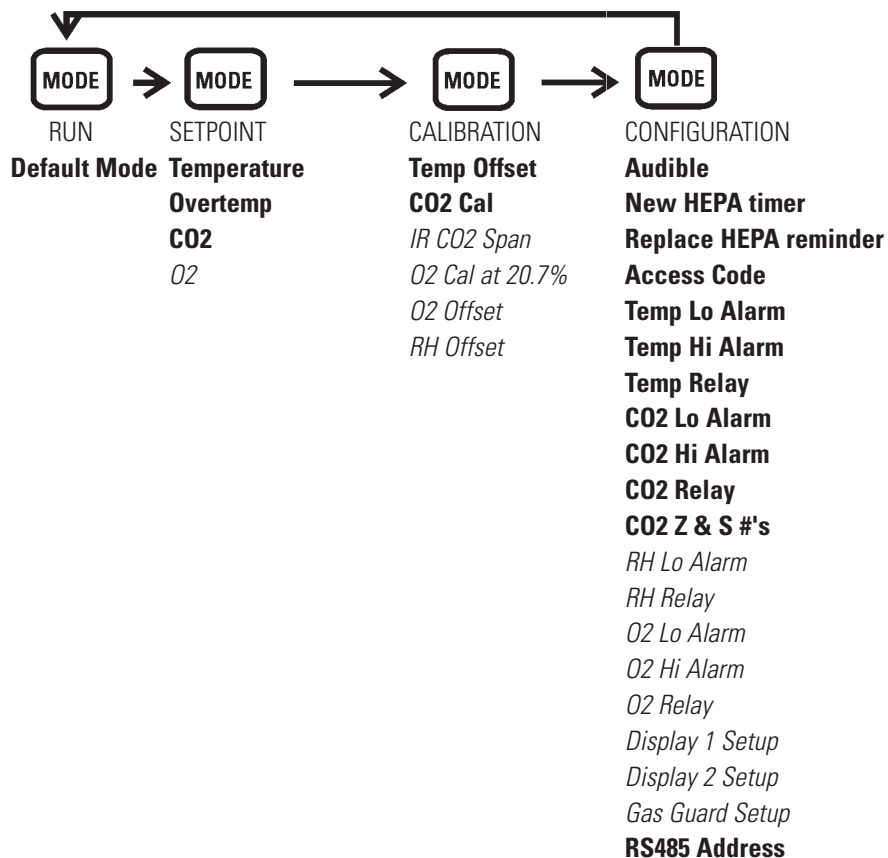 MODE MODE MODE MODE
RUN SETPOINT CALIBRATION CONFIGURATION
Default Mode Temperature Temp Offset Audible
Overtemp CO2 Cal New HEPA timer
CO2 IR CO2 Span Replace HEPA reminder
O2 O2 Cal at 20.7% Access Code
O2 Offset Temp Lo Alarm
RH Offset Temp Hi Alarm
Temp Relay
CO2 Lo Alarm
CO2 Hi Alarm
CO2 Relay
CO2 Z & S #'s
RH Lo Alarm
RH Relay
O2 Lo Alarm
O2 Hi Alarm
O2 Relay
Display 1 Setup
Display 2 Setup
Gas Guard Setup
RS485 Address